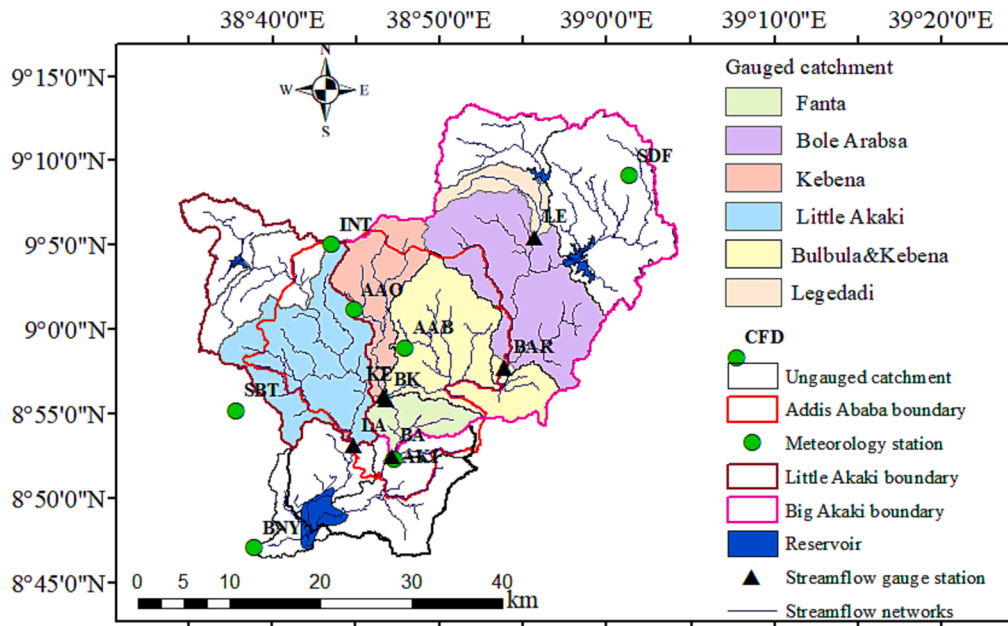 38°40'0"E 38°50'0"E 39°0'0"E 39°10'0"E 39°20'0"E
9°15'0"N
9°10'0"N
9°5'0"N
9°0'0"N
8°55'0"N
8°50'0"N
8°45'0"N
N
W E
S
SDF
LE
INT
AAO
AAB
BAR
KE
BK
SBT
LA
BA
AKT
BNY
0 5 10 20 30 40
km
Gauged catchment
Fanta
Bole Arabsa
Kebena
Little Akaki
Bulbula&Kebena
Legedadi
CFD
Ungauged catchment
Addis Ababa boundary
Meteorology station
Little Akaki boundary
Big Akaki boundary
Reservoir
Streamflow gauge station
Streamflow networks